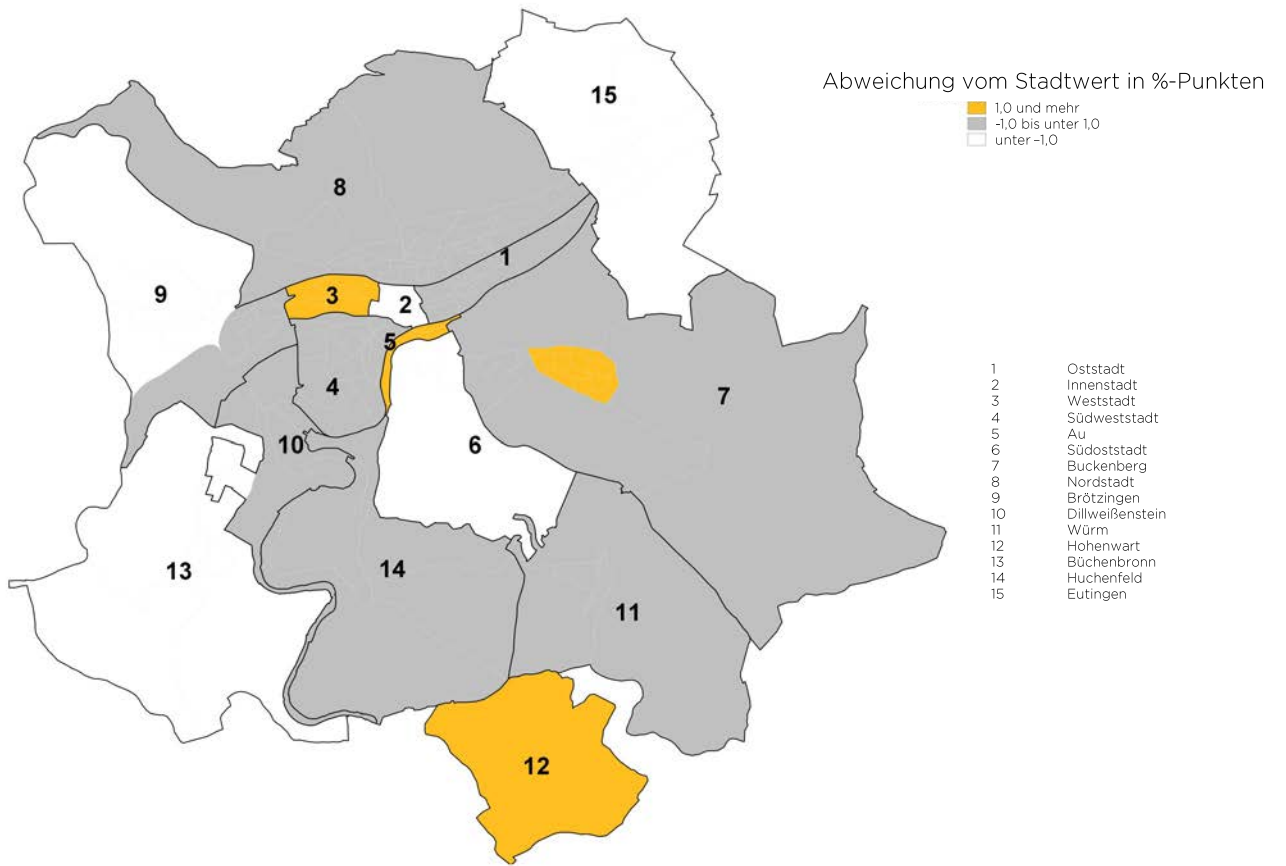 Abweichung vom Stadtwert in %-Punkten
1,0 und mehr
-1,0 bis unter 1,0
unter -1,0
15
8
1
9
3
2
5
4
7
10
6
13
14
11
12
1 Oststadt
2 Innenstadt
3 Weststadt
4 Südweststadt
5 Au
6 Südoststadt
7 Buckenberg
8 Nordstadt
9 Brötzingen
10 Dillweißenstein
11 Würm
12 Hohenwart
13 Büchenbronn
14 Huchenfeld
15 Eutingen